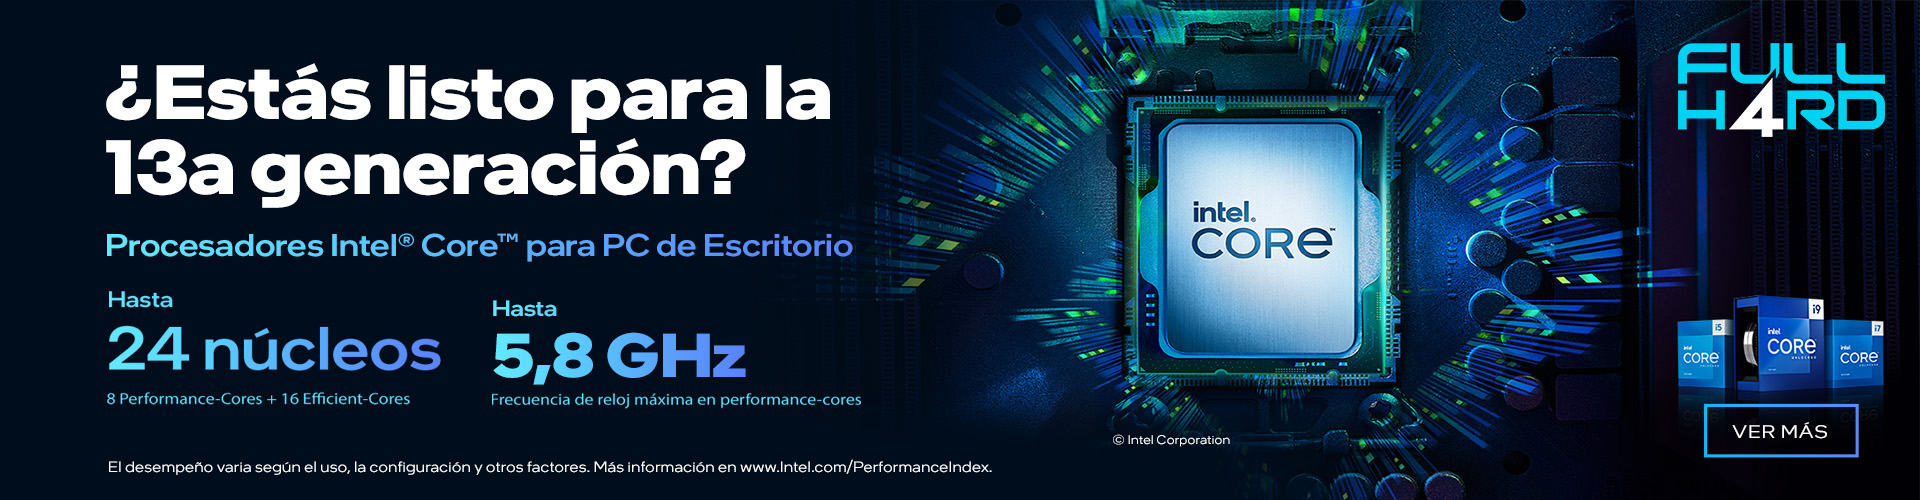 ¿Estás listo para la
13a generación?
Procesadores Intel® Core™ para PC de Escritorio
Hasta
24 núcleos
8 Performance-Cores + 16 Efficient-Cores
Hasta
5,8 GHz
Frecuencia de reloj máxima en performance-cores
El desempeño varia según el uso, la configuración y otros factores. Más información en www.Intel.com/PerformanceIndex.
intel.
CORE™
© Intel Corporation
FULL
H4RD
i5
intel
CORE
i9
intel
CORE
UNLOCKED
i7
intel
CORE
UNLOCKED
VER MÁS